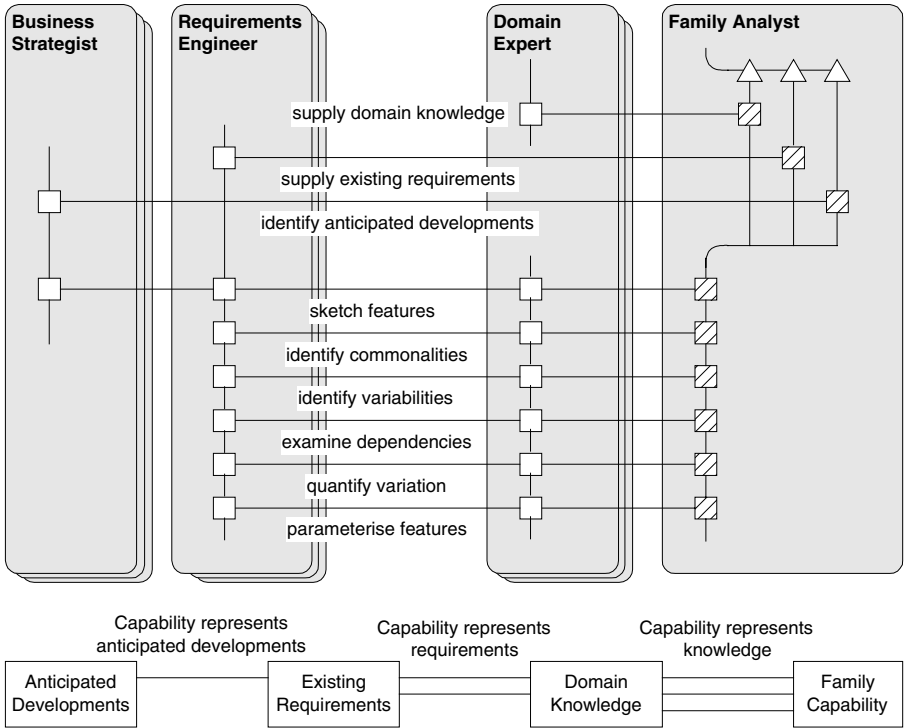 Business
Strategist
Requirements
Engineer
Domain
Expert
Family Analyst
supply domain knowledge
supply existing requirements
identify anticipated developments
sketch features
identify commonalities
identify variabilities
examine dependencies
quantify variation
parameterise features
Capability represents
anticipated developments
Capability represents
requirements
Capability represents
knowledge
Anticipated
Developments
Existing
Requirements
Domain
Knowledge
Family
Capability